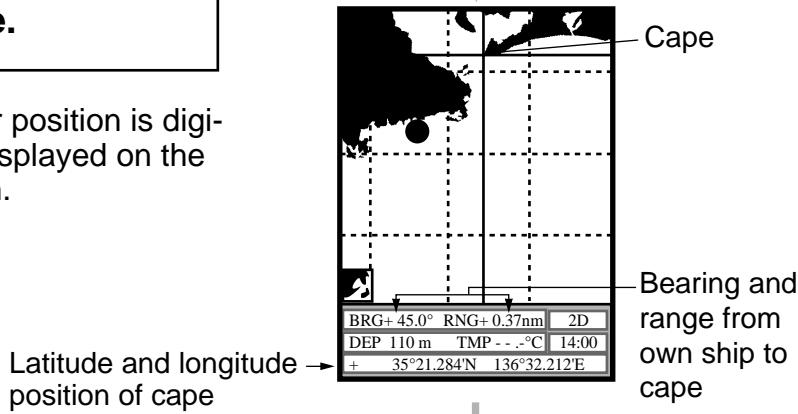 e.
r position is digi-
splayed on the
n.
Cape
Bearing and
range from
own ship to
cape
BRG+ 45.0° RNG+ 0.37nm 2D
DEP 110 m TMP - - .-°C 14:00
+ 35°21.284'N 136°32.212'E
Latitude and longitude
position of cape